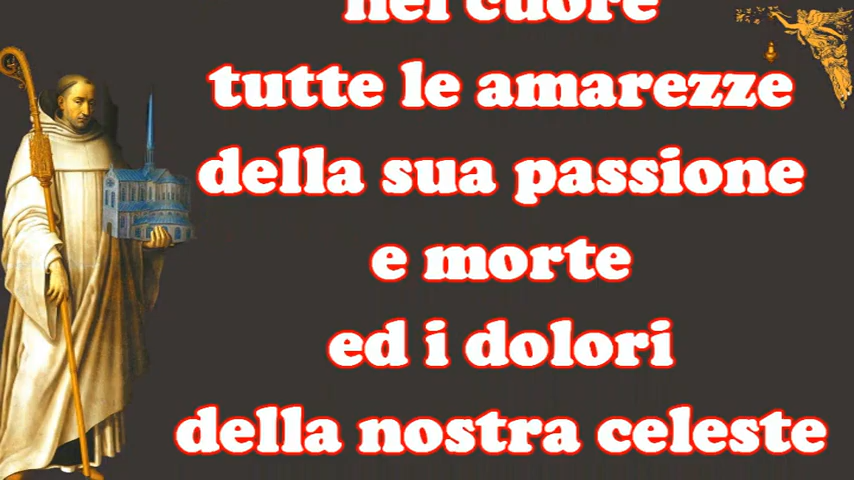 nel cuore
tutte le amarezze
della sua passione
e morte
ed i dolori
della nostra celeste